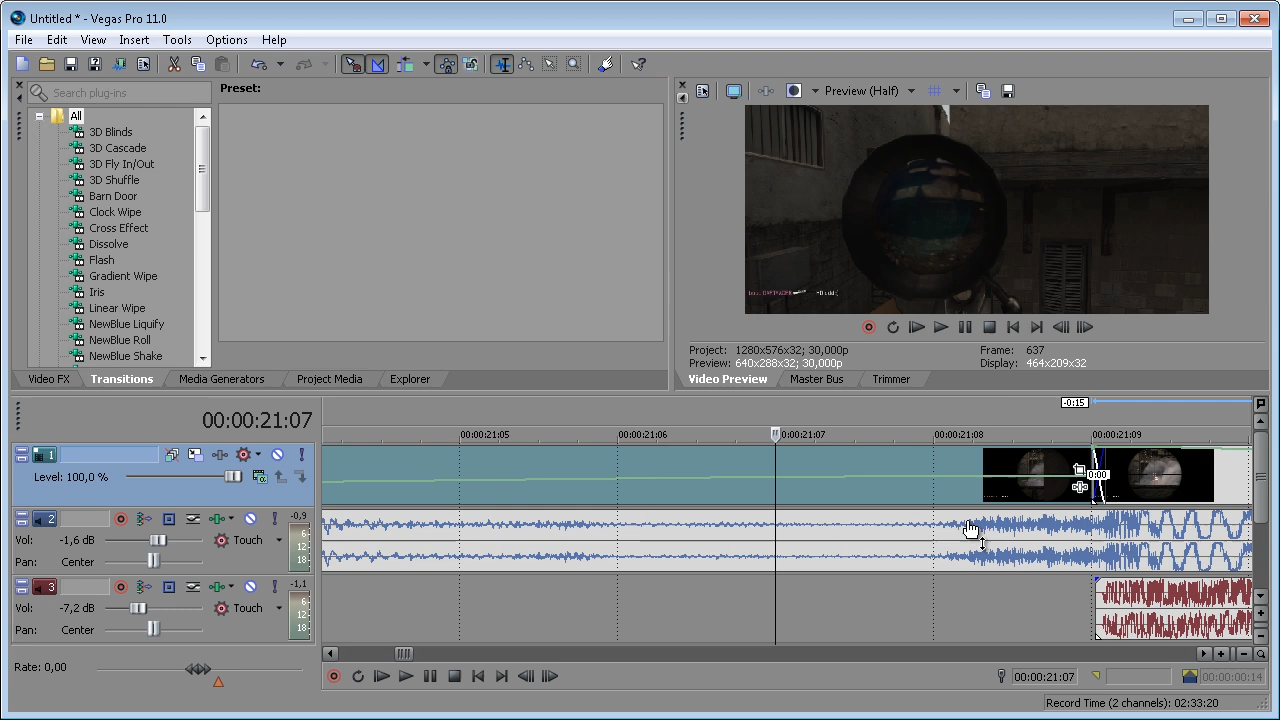 Untitled * - Vegas Pro 11.0
File Edit View Insert Tools Options Help
Search plug-ins
Preset:
All
3D Blinds
3D Cascade
3D Fly In/Out
3D Shuffle
Barn Door
Clock Wipe
Cross Effect
Dissolve
Flash
Gradient Wipe
Iris
Linear Wipe
NewBlue Liquify
NewBlue Roll
NewBlue Shake
Video FX Transitions Media Generators Project Media Explorer
Preview (Half)
Project: 1280x576x32; 30,000p Frame: 637
Preview: 640x288x32; 30,000p Display: 464x209x32
Video Preview Master Bus Trimmer
00:00:21:07
-0:15
00:00:21:05 00:00:21:06 00:00:21:07 00:00:21:08 00:00:21:09
1
Level: 100,0 %
0:00
2
-0,9
Vol: -1,6 dB Touch
Pan: Center
6
12
18
3
-1,1
Vol: -7,2 dB Touch
Pan: Center
6
12
18
Rate: 0,00
00:00:21:07 00:00:00:14
Record Time (2 channels): 02:33:20